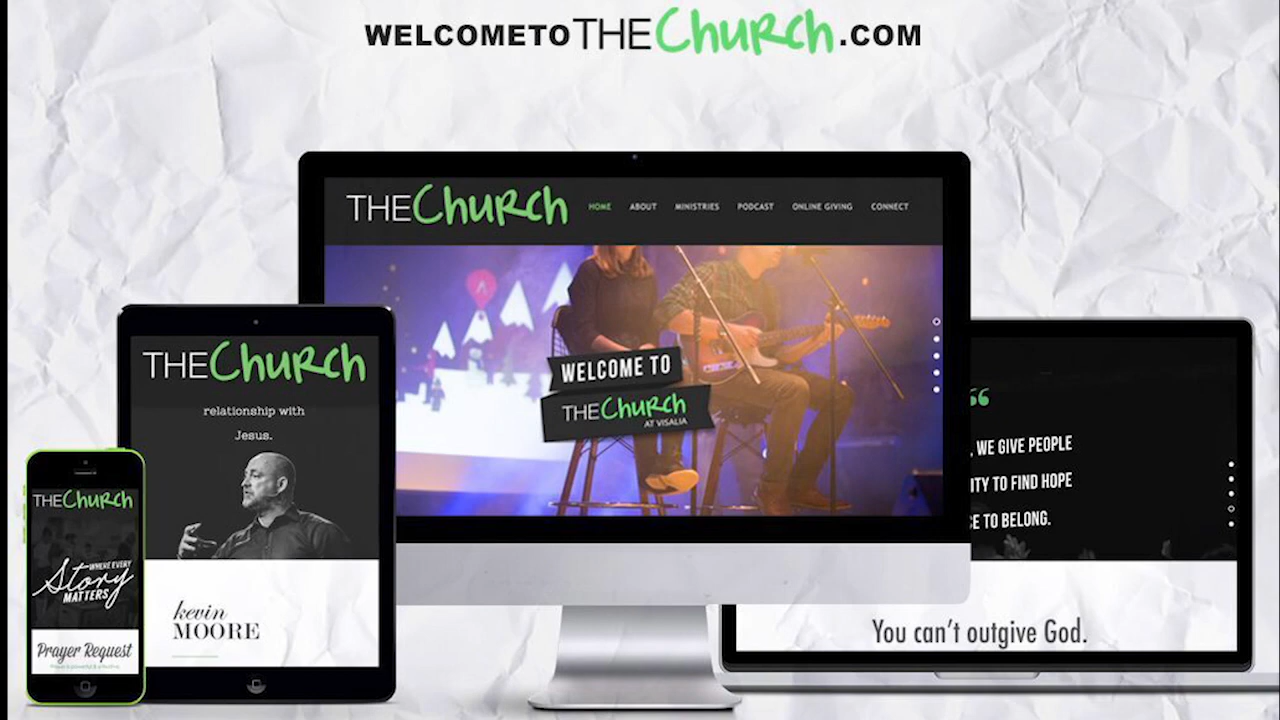 WELCOMETOTHEChurch.COM
THEChurch
HOME ABOUT MINISTRIES PODCAST ONLINE GIVING CONNECT
WELCOME TO
THEChurch
AT VISALIA
THEChurch
relationship with
Jesus.
kevin
MOORE
THEChurch
WHERE EVERY
Story
MATTERS
Prayer Request
, WE GIVE PEOPLE
ITY TO FIND HOPE
CE TO BELONG.
You can't outgive God.